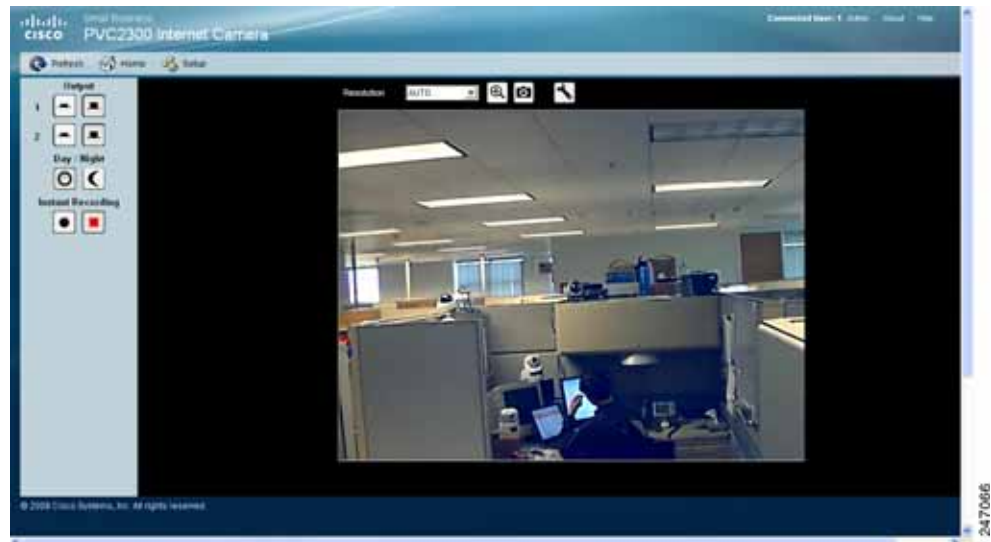 Small Business
cisco PVC2300 Internet Camera
Connected User: 1 Admin About Help
Refresh Home Setup
Output
1
2
Day / Night
Instant Recording
Resolution AUTO
© 2008 Cisco Systems, Inc. All rights reserved.
247066